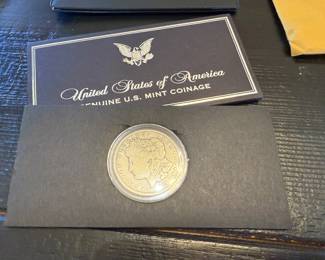 United States of America
GENUINE U.S. MINT COINAGE